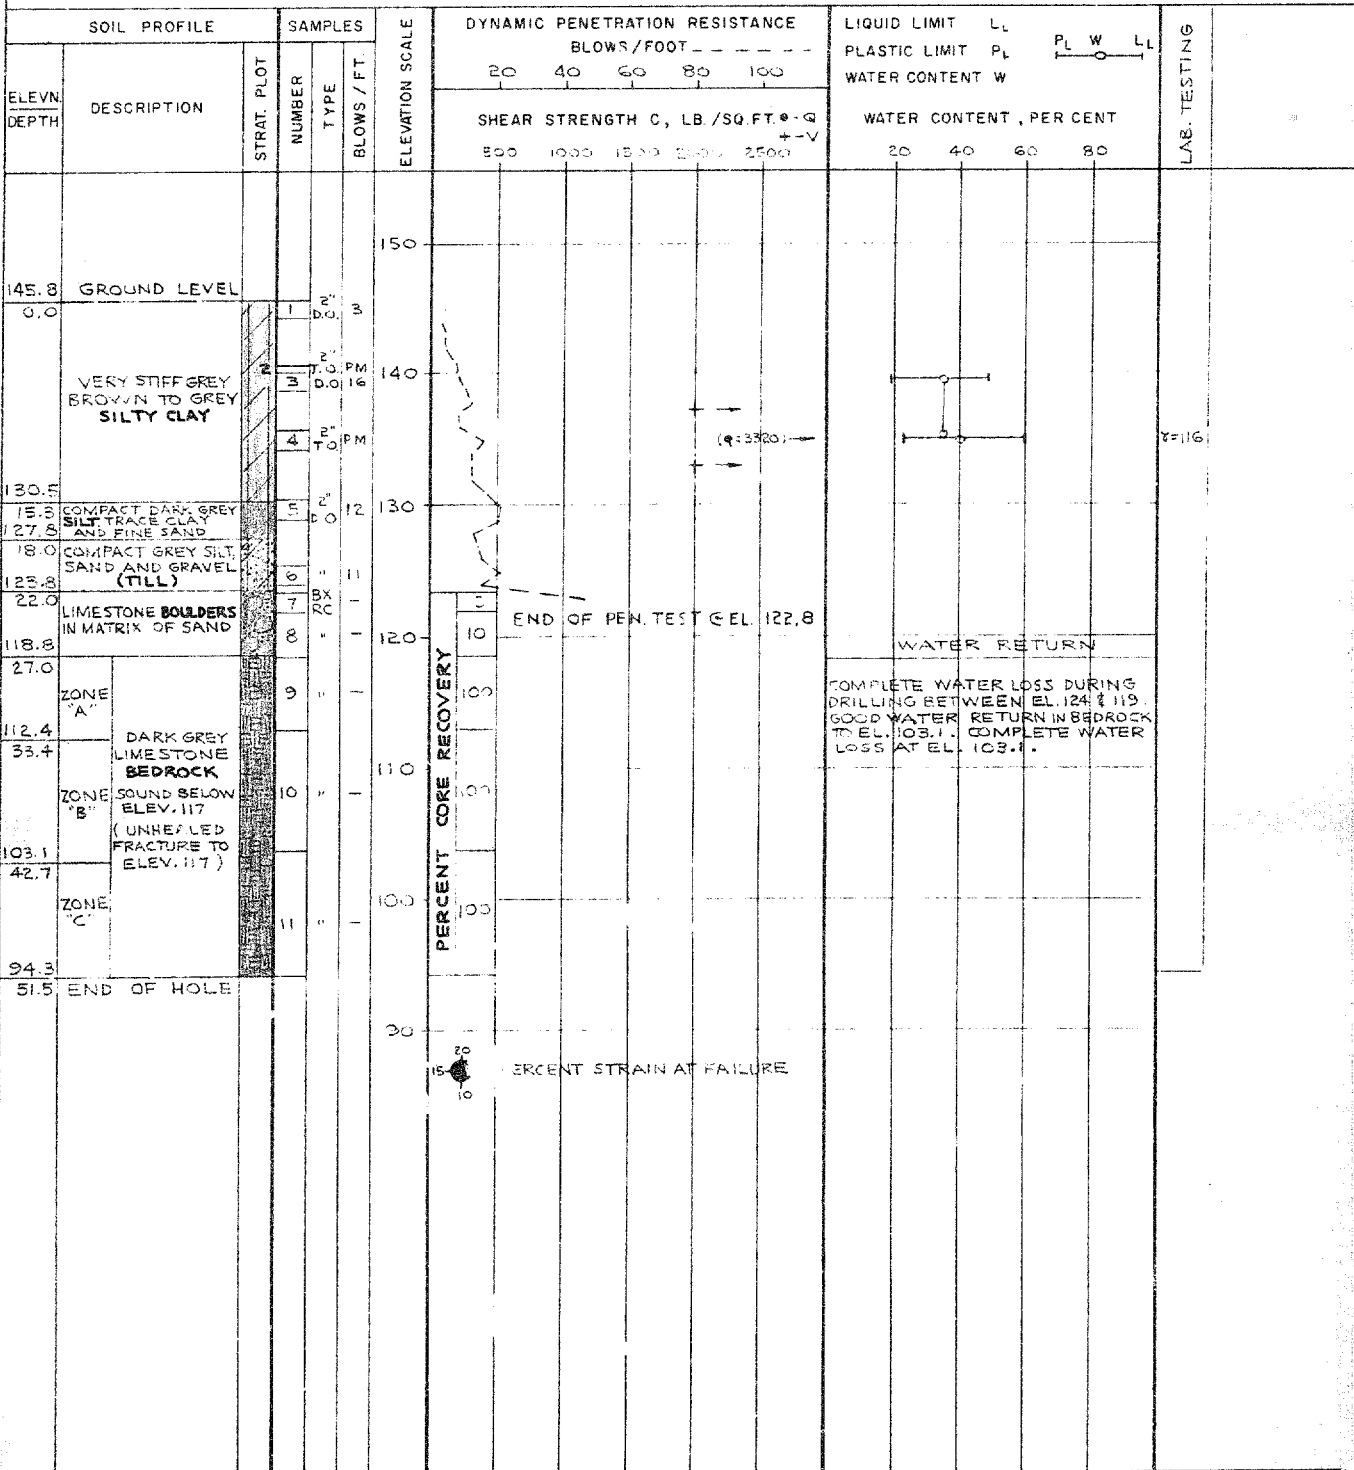 SOIL PROFILE
SAMPLES
ELEVN.
DEPTH
DESCRIPTION
STRAT. PLOT
NUMBER
TYPE
BLOWS / FT.
ELEVATION SCALE
DYNAMIC PENETRATION RESISTANCE
BLOWS/FOOT
20 40 60 80 100
SHEAR STRENGTH C, LB./SQ.FT. -Q
+-V
500 1000 1500 2000 2500
LIQUID LIMIT LL
PLASTIC LIMIT PL
WATER CONTENT W
PL W LL
WATER CONTENT, PER CENT
20 40 60 80
LAB. TESTING
150
145.8 GROUND LEVEL
0.0
1 2" D.O. 3
2 2" T.O. PM
140
3 D.O 16
VERY STIFF GREY
BROWN TO GREY
SILTY CLAY
4 2" T.O PM
(Q=3320)
γ=116
130.5
15.3 COMPACT DARK GREY
SILT, TRACE CLAY
127.8 AND FINE SAND
5 2" D.O 12
130
18.0 COMPACT GREY SILT,
SAND AND GRAVEL
123.8 (TILL)
6 " 11
22.0
LIMESTONE BOULDERS
IN MATRIX OF SAND
118.8
7 BX RC -
8 " -
120
10
END OF PEN. TEST @ EL. 122.8
WATER RETURN
27.0
ZONE
"A"
112.4
9 " -
100
COMPLETE WATER LOSS DURING
DRILLING BETWEEN EL. 124 & 119.
GOOD WATER RETURN IN BEDROCK
TO EL. 103.1. COMPLETE WATER
LOSS AT EL. 103.1.
33.4
DARK GREY
LIMESTONE
BEDROCK
SOUND BELOW
ELEV. 117
(UNHEALED
FRACTURE TO
ELEV. 117)
ZONE
"B"
10 " -
110
100
PERCENT CORE RECOVERY
103.1
42.7
ZONE
"C"
11 " -
100
100
94.3
51.5 END OF HOLE
90
20
15
10
ERCENT STRAIN AT FAILURE